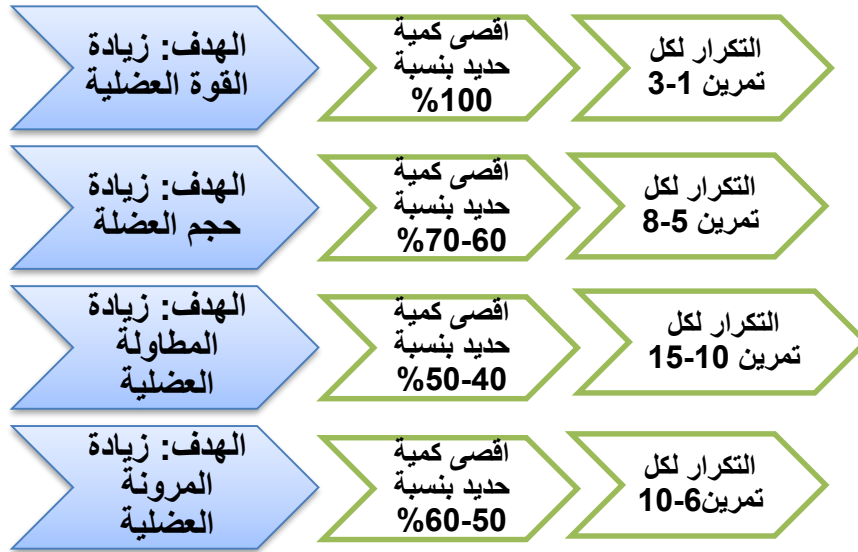 الهدف: زيادة
القوة العضلية
اقصى كمية
حديد بنسبة
%100
التكرار لكل
تمرين 1-3
الهدف: زيادة
حجم العضلة
اقصى كمية
حديد بنسبة
%70-60
التكرار لكل
تمرين 5-8
الهدف: زيادة
المطاولة
العضلية
اقصى كمية
حديد بنسبة
%50-40
التكرار لكل
تمرين 10-15
الهدف: زيادة
المرونة
العضلية
اقصى كمية
حديد بنسبة
%60-50
التكرار لكل
تمرين6-10